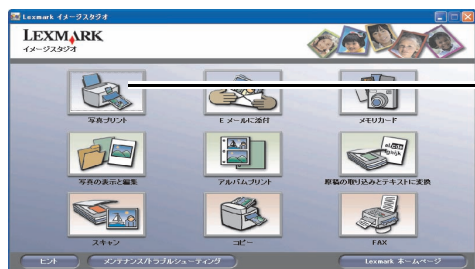 Lexmark イメージスタジオ
LEXMARK
イメージスタジオ
写真プリント
E メールに添付
メモリカード
写真の表示と編集
アルバムプリント
原稿の取り込みとテキストに変換
スキャン
コピー
FAX
ヒント
メンテナンス/トラブルシューティング
Lexmark ホームページ